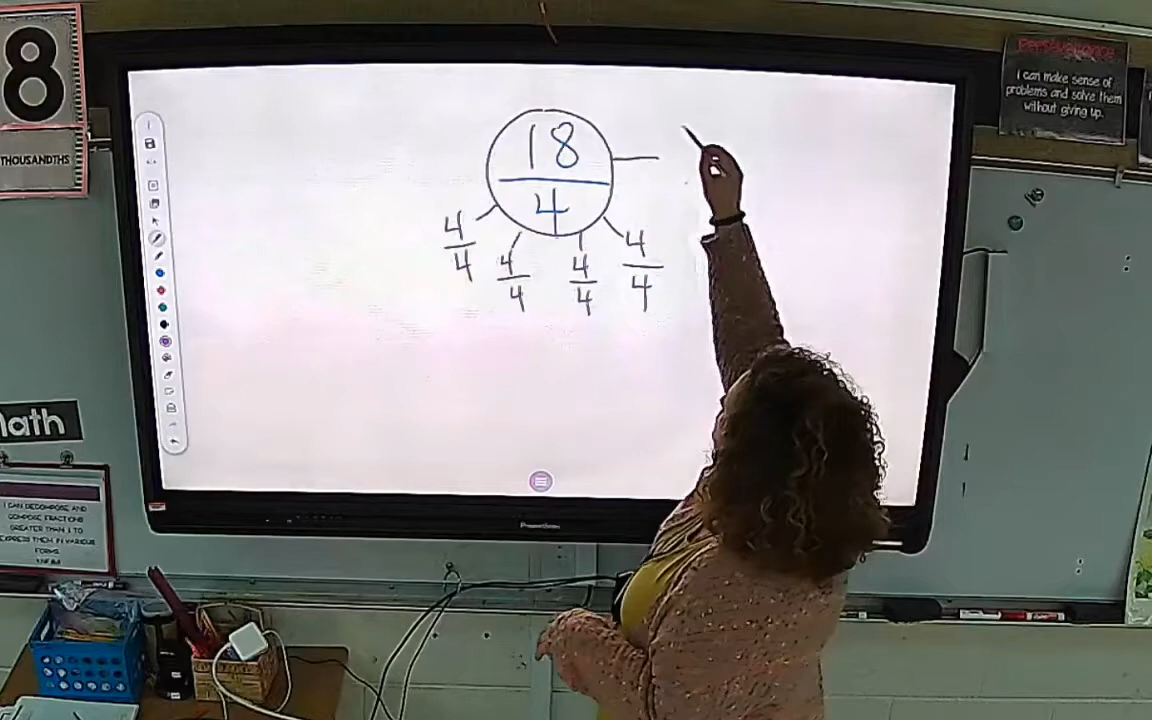 8
THOUSANDTHS
perseverance
I can make sense of
problems and solve them
without giving up.
18
4
4
4
4
4
4
4
4
4
Math
I CAN DECOMPOSE AND
COMPOSE FRACTIONS
GREATER THAN 1 TO
EXPRESS THEM IN VARIOUS
FORMS
Promethean